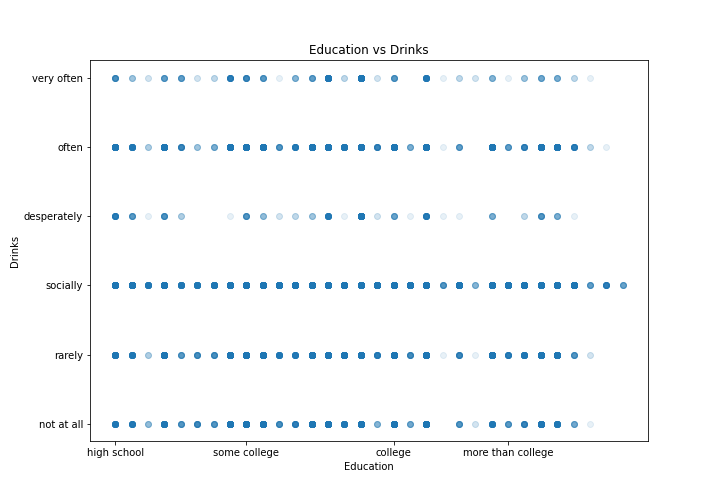 Education vs Drinks
very often
often
desperately
socially
rarely
not at all
Drinks
high school
some college
college
more than college
Education